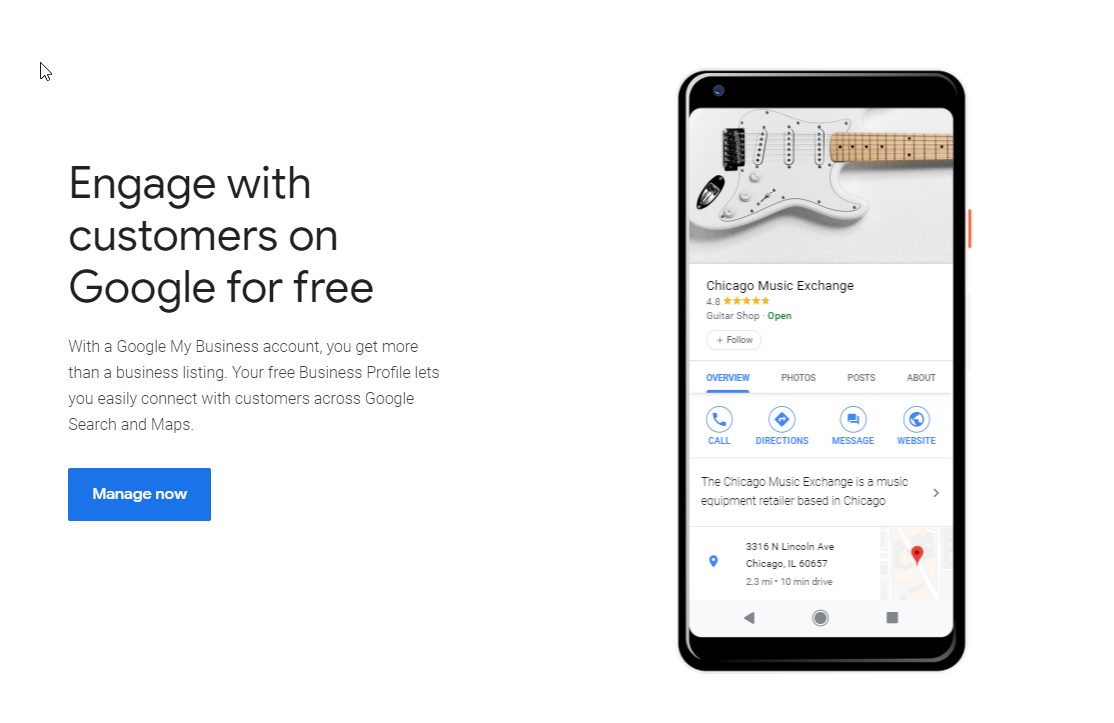 Engage with
customers on
Google for free
With a Google My Business account, you get more
than a business listing. Your free Business Profile lets
you easily connect with customers across Google
Search and Maps.
Manage now
Chicago Music Exchange
4.8
Guitar Shop · Open
+ Follow
OVERVIEW PHOTOS POSTS ABOUT
CALL DIRECTIONS MESSAGE WEBSITE
The Chicago Music Exchange is a music
equipment retailer based in Chicago
3316 N Lincoln Ave
Chicago, IL 60657
2.3 mi • 10 min drive